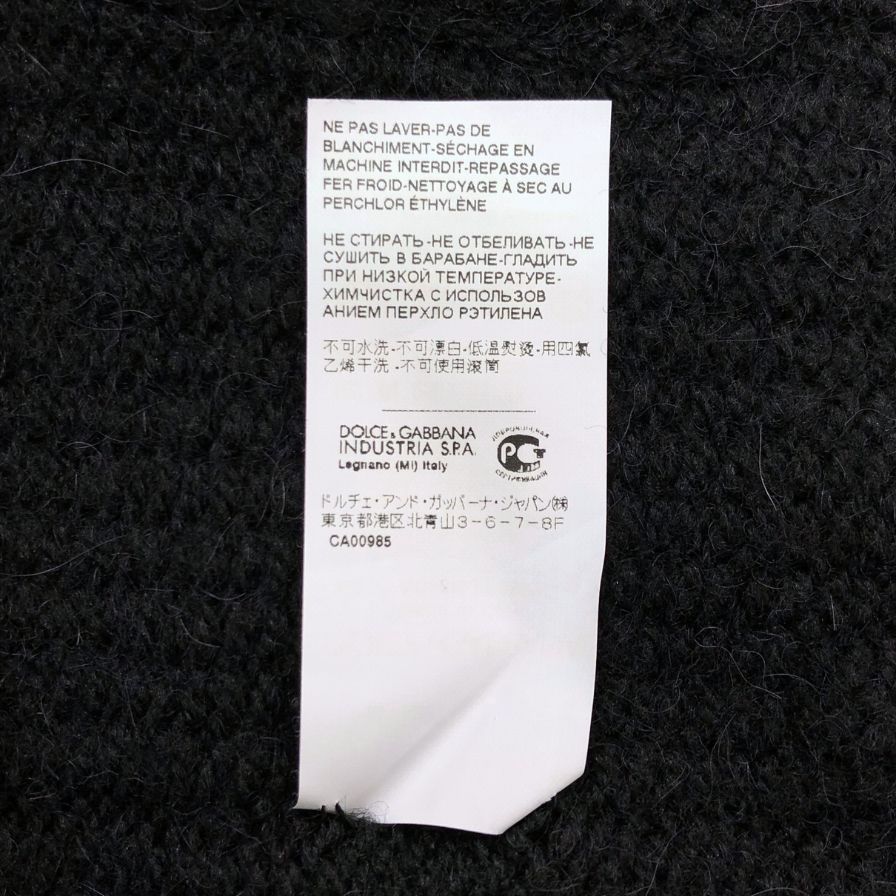 NE PAS LAVER-PAS DE
BLANCHIMENT-SÉCHAGE EN
MACHINE INTERDIT-REPASSAGE
FER FROID-NETTOYAGE À SEC AU
PERCHLOR ÉTHYLÈNE
НЕ СТИРАТЬ-НЕ ОТБЕЛИВАТЬ-НЕ
СУШИТЬ В БАРАБАНЕ-ГЛАДИТЬ
ПРИ НИЗКОЙ ТЕМПЕРАТУРЕ-
ХИМЧИСТКА С ИСПОЛЬЗОВ
АНИЕМ ПЕРХЛО РЭТИЛЕНА
不可水洗-不可漂白-低温熨烫-用四氯
乙烯干洗-不可使用滚筒
DOLCE & GABBANA
INDUSTRIA S.P.A.
Legnano (MI) Italy
ДОБРОВОЛЬНАЯ
РСТ
СЕРТИФИКАЦИЯ
ドルチェ・アンド・ガッバーナ・ジャパン㈱
東京都港区北青山3-6-7-8F
CA00985